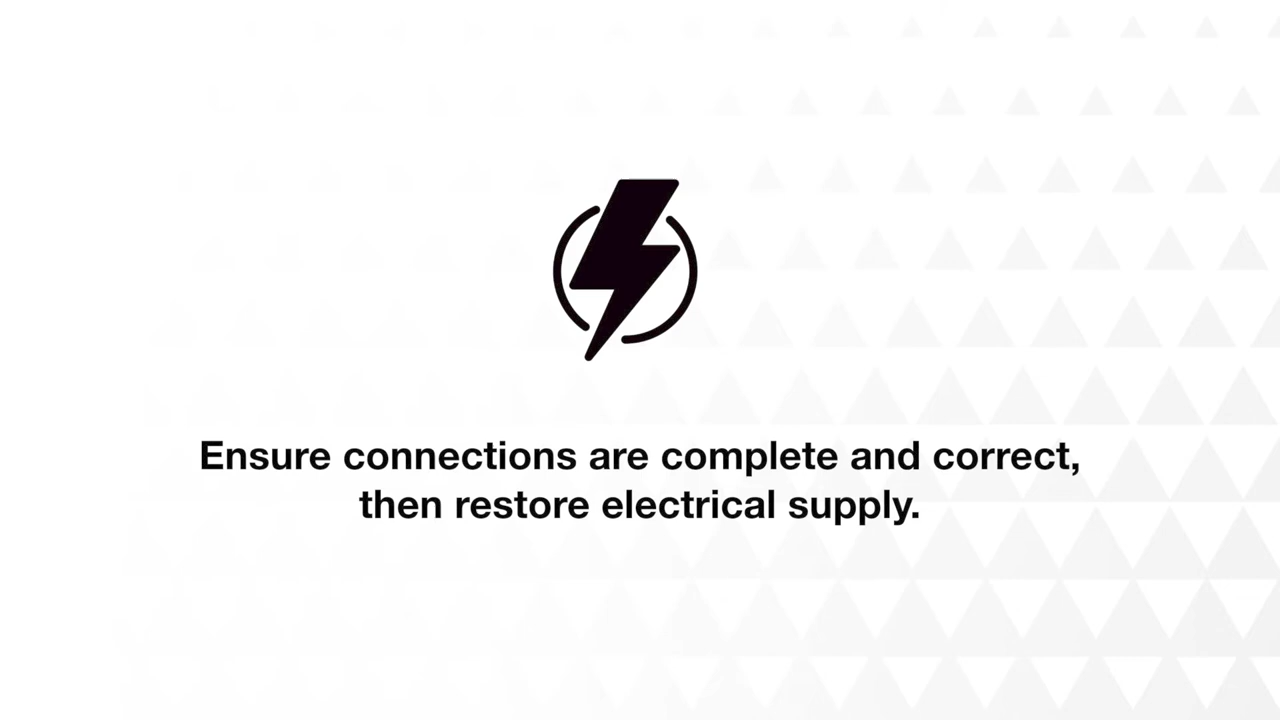 Ensure connections are complete and correct,
then restore electrical supply.